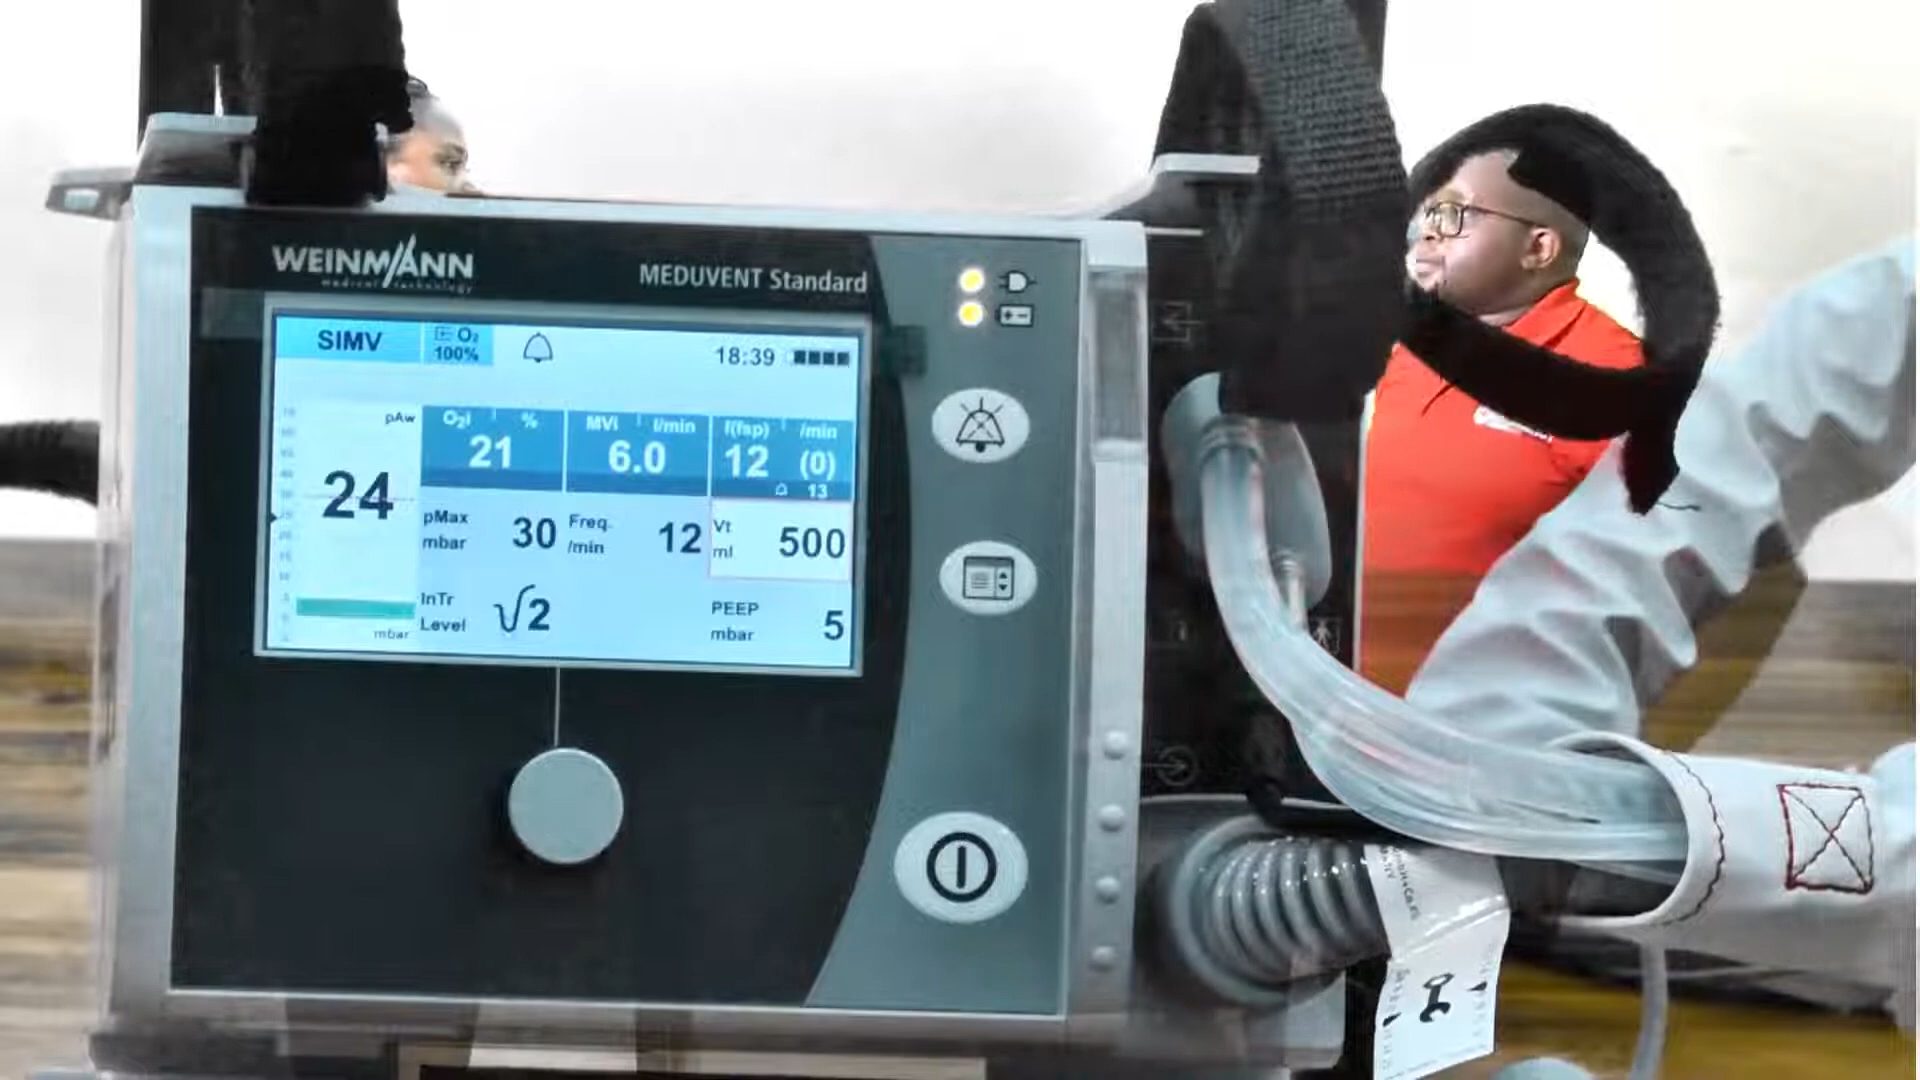 WEINMANN
medical technology
MEDUVENT Standard
SIMV
O₂
100%
18:39
pAw
24
mbar
O₂I %
21
MVi l/min
6.0
f(fsp) /min
12 (0)
13
pMax
mbar
30
Freq.
/min
12
Vt
ml
500
InTr
Level
2
PEEP
mbar
5